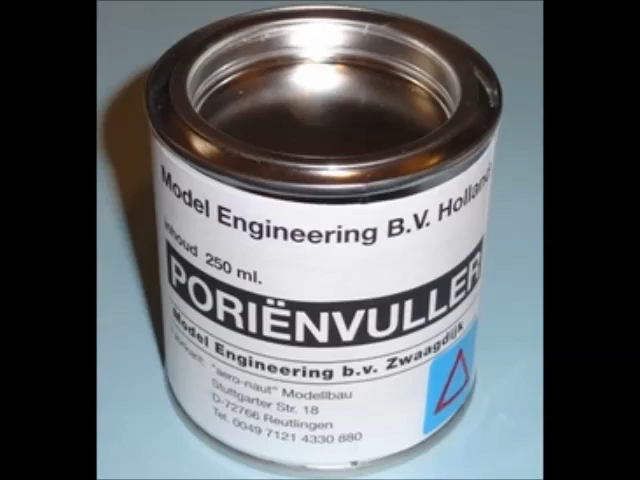 Model Engineering B.V. Holland
Inhoud 250 ml.
PORIËNVULLER
Model Engineering b.v. Zwaagdijk
Fabrikant: "aero-naut" Modellbau
Stuttgarter Str. 18
D-72766 Reutlingen
Tel. 0049 7121 4330 880